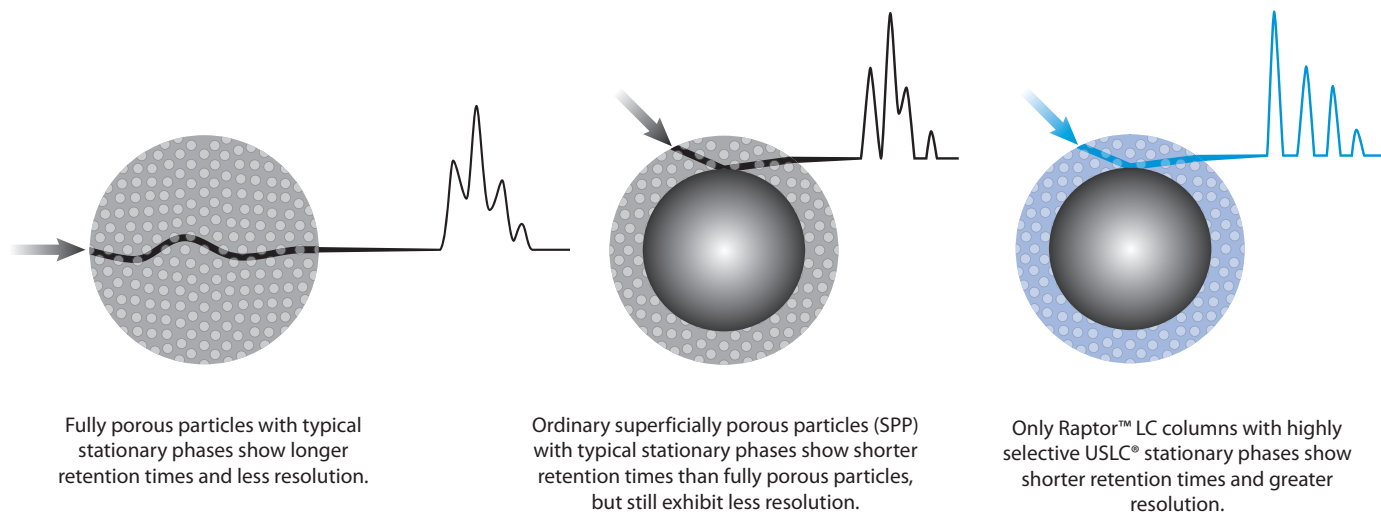 Fully porous particles with typical
stationary phases show longer
retention times and less resolution.
Ordinary superficially porous particles (SPP)
with typical stationary phases show shorter
retention times than fully porous particles,
but still exhibit less resolution.
Only Raptor™ LC columns with highly
selective USLC® stationary phases show
shorter retention times and greater
resolution.